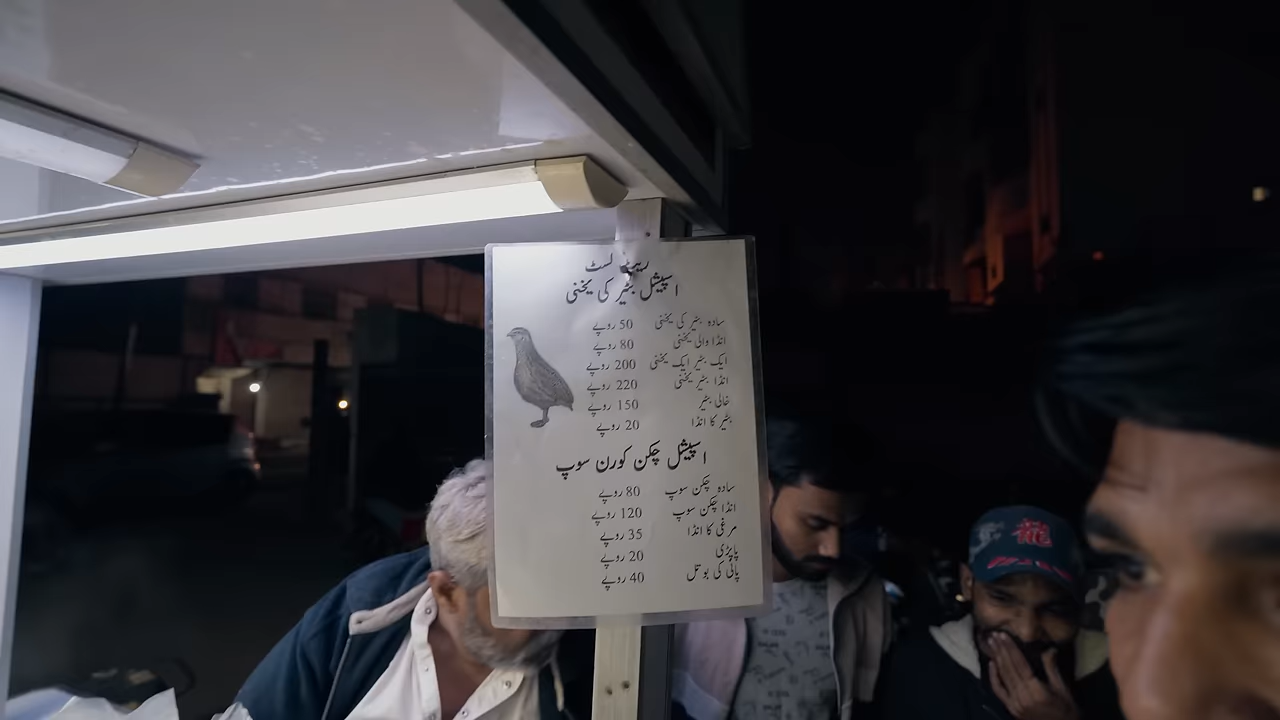 ریٹ لسٹ
اسپیشل بٹیر کی یخنی
سادہ بٹیر کی یخنی 50 روپے
انڈا والی یخنی 80 روپے
ایک بٹیر ایک یخنی 200 روپے
انڈا بٹیر یخنی 220 روپے
خالی بٹیر 150 روپے
بٹیر کا انڈا 20 روپے
اسپیشل چکن کورن سوپ
سادہ چکن سوپ 80 روپے
انڈا چکن سوپ 120 روپے
مرغی کا انڈا 35 روپے
پاپڑی 20 روپے
پانی کی بوتل 40 روپے